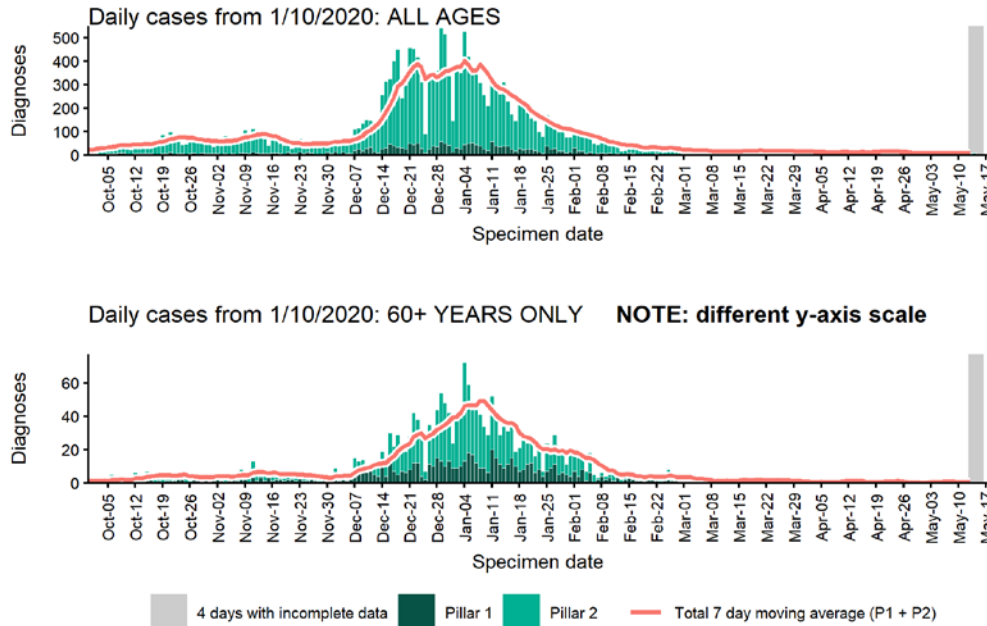 Daily cases from 1/10/2020: ALL AGES
Diagnoses
500
400
300
200
100
0
Oct-05
Oct-12
Oct-19
Oct-26
Nov-02
Nov-09
Nov-16
Nov-23
Nov-30
Dec-07
Dec-14
Dec-21
Dec-28
Jan-04
Jan-11
Jan-18
Jan-25
Feb-01
Feb-08
Feb-15
Feb-22
Mar-01
Mar-08
Mar-15
Mar-22
Mar-29
Apr-05
Apr-12
Apr-19
Apr-26
May-03
May-10
May-17
Specimen date
Daily cases from 1/10/2020: 60+ YEARS ONLY NOTE: different y-axis scale
Diagnoses
60
40
20
0
Oct-05
Oct-12
Oct-19
Oct-26
Nov-02
Nov-09
Nov-16
Nov-23
Nov-30
Dec-07
Dec-14
Dec-21
Dec-28
Jan-04
Jan-11
Jan-18
Jan-25
Feb-01
Feb-08
Feb-15
Feb-22
Mar-01
Mar-08
Mar-15
Mar-22
Mar-29
Apr-05
Apr-12
Apr-19
Apr-26
May-03
May-10
May-17
Specimen date
4 days with incomplete data Pillar 1 Pillar 2 Total 7 day moving average (P1 + P2)